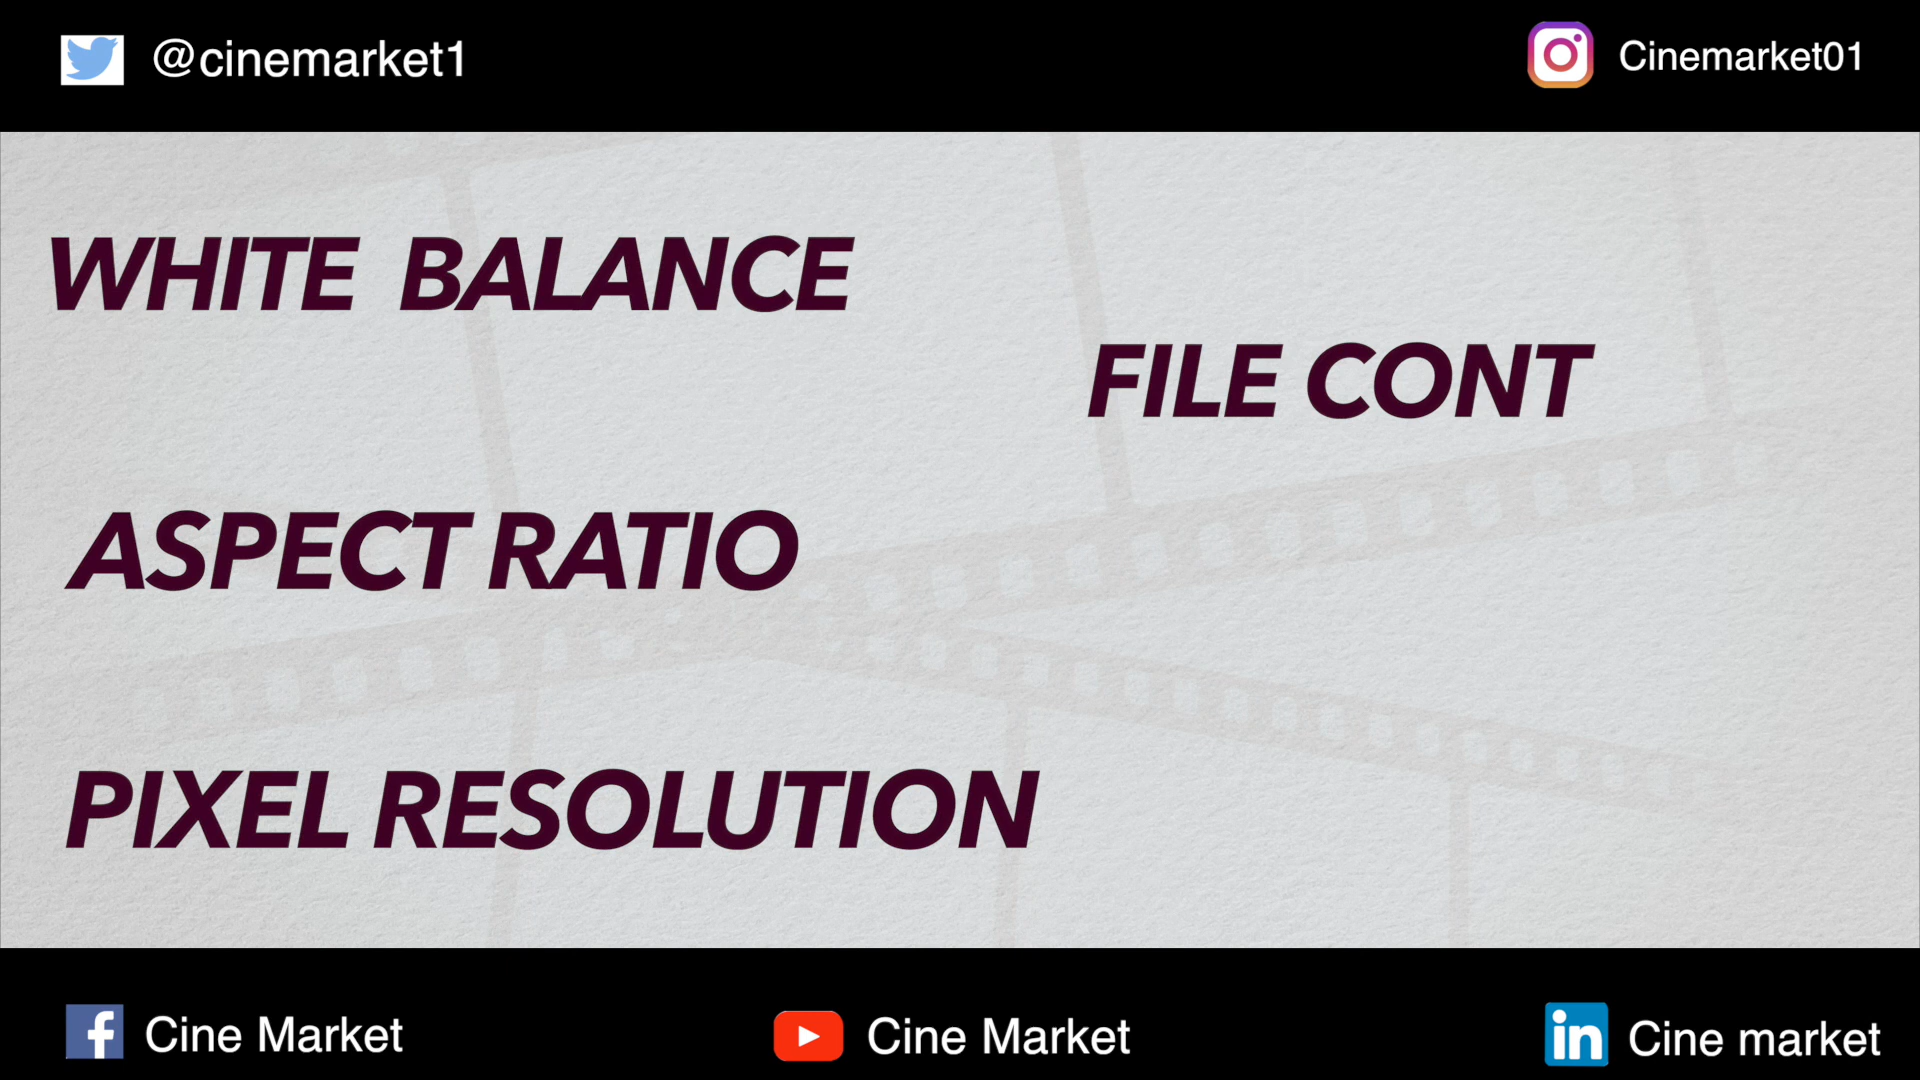 @cinemarket1
Cinemarket01
WHITE BALANCE
FILE CONT
ASPECT RATIO
PIXEL RESOLUTION
Cine Market
Cine Market
Cine market